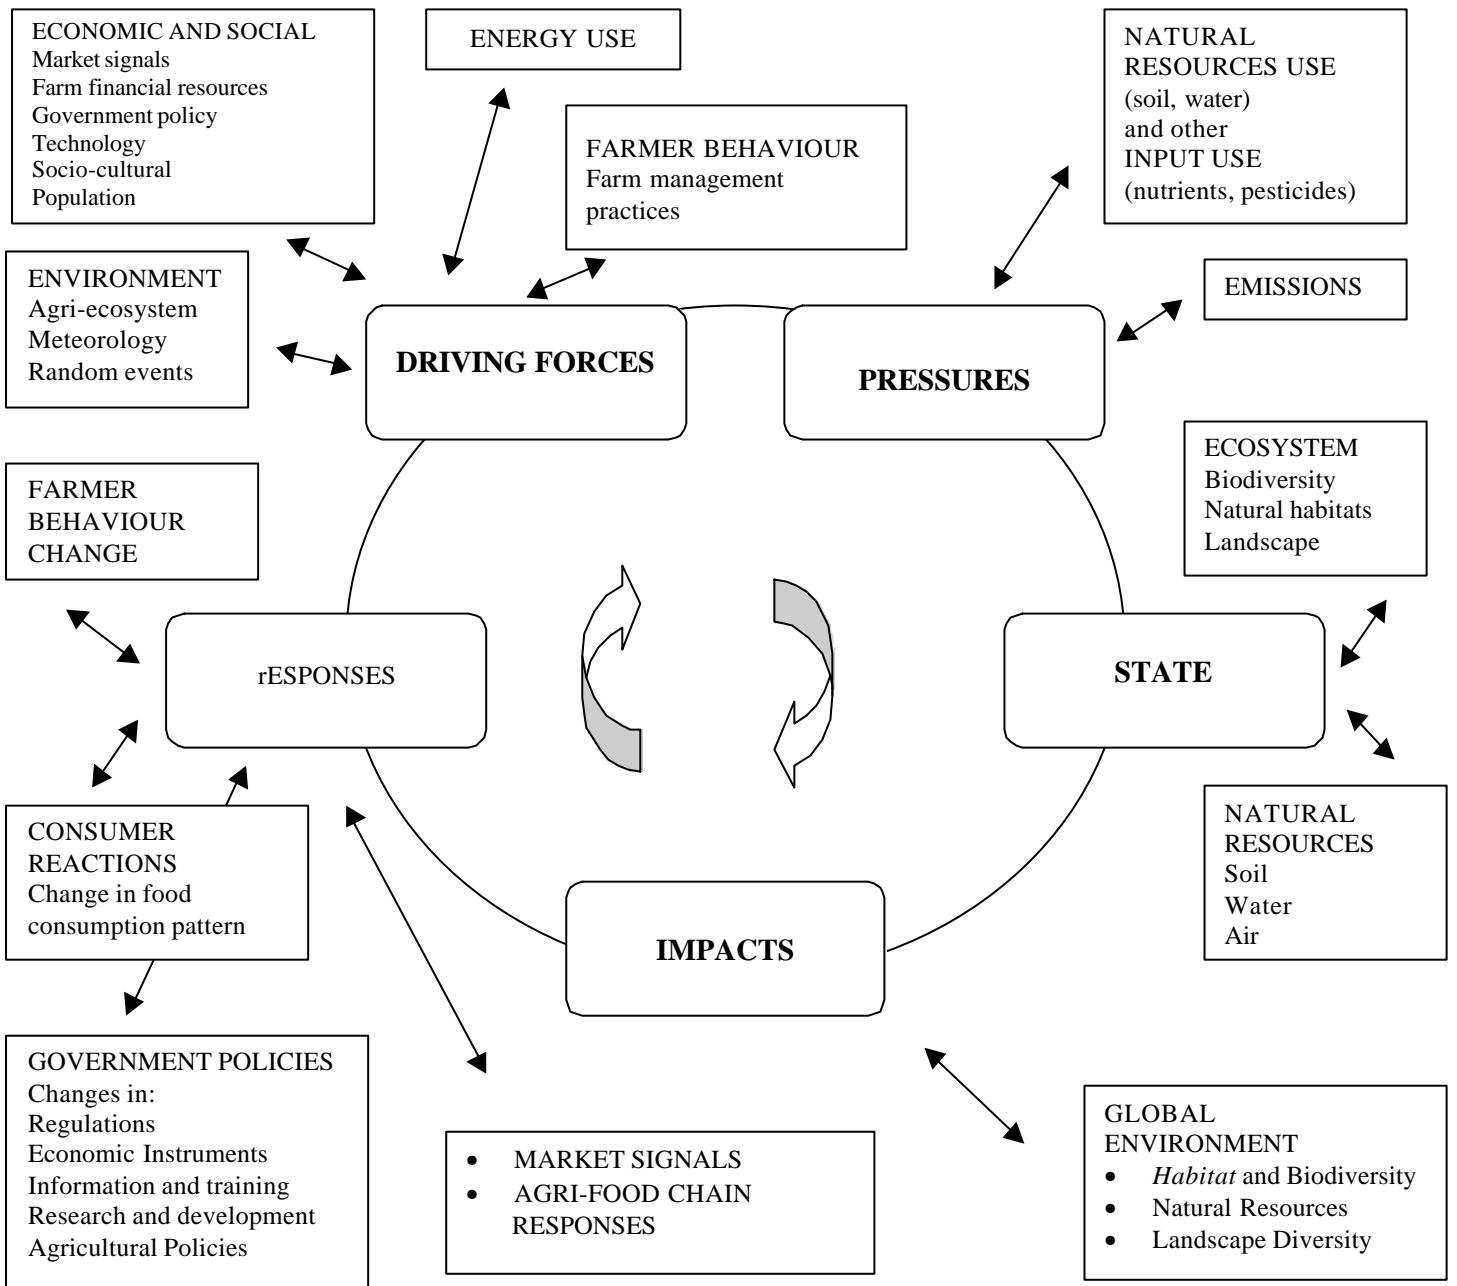 ECONOMIC AND SOCIAL
Market signals
Farm financial resources
Government policy
Technology
Socio-cultural
Population
ENERGY USE
FARMER BEHAVIOUR
Farm management
practices
NATURAL
RESOURCES USE
(soil, water)
and other
INPUT USE
(nutrients, pesticides)
ENVIRONMENT
Agri-ecosystem
Meteorology
Random events
EMISSIONS
DRIVING FORCES
PRESSURES
ECOSYSTEM
Biodiversity
Natural habitats
Landscape
FARMER
BEHAVIOUR
CHANGE
rESPONSES
STATE
CONSUMER
REACTIONS
Change in food
consumption pattern
NATURAL
RESOURCES
Soil
Water
Air
IMPACTS
GOVERNMENT POLICIES
Changes in:
Regulations
Economic Instruments
Information and training
Research and development
Agricultural Policies
• MARKET SIGNALS
• AGRI-FOOD CHAIN
RESPONSES
GLOBAL
ENVIRONMENT
• Habitat and Biodiversity
• Natural Resources
• Landscape Diversity